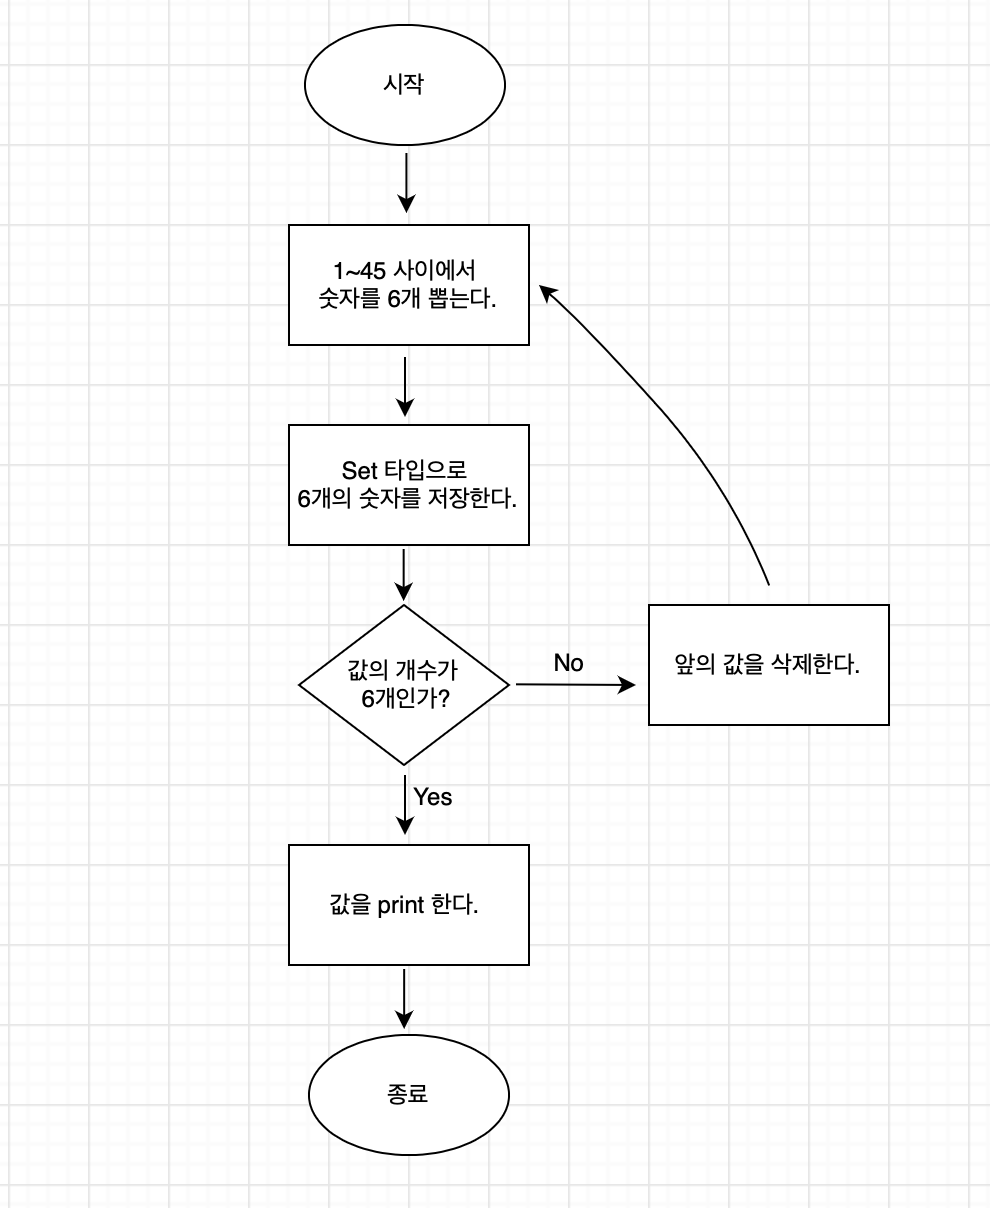 시작
1~45 사이에서
숫자를 6개 뽑는다.
Set 타입으로
6개의 숫자를 저장한다.
값의 개수가
6개인가?
No
앞의 값을 삭제한다.
Yes
값을 print 한다.
종료